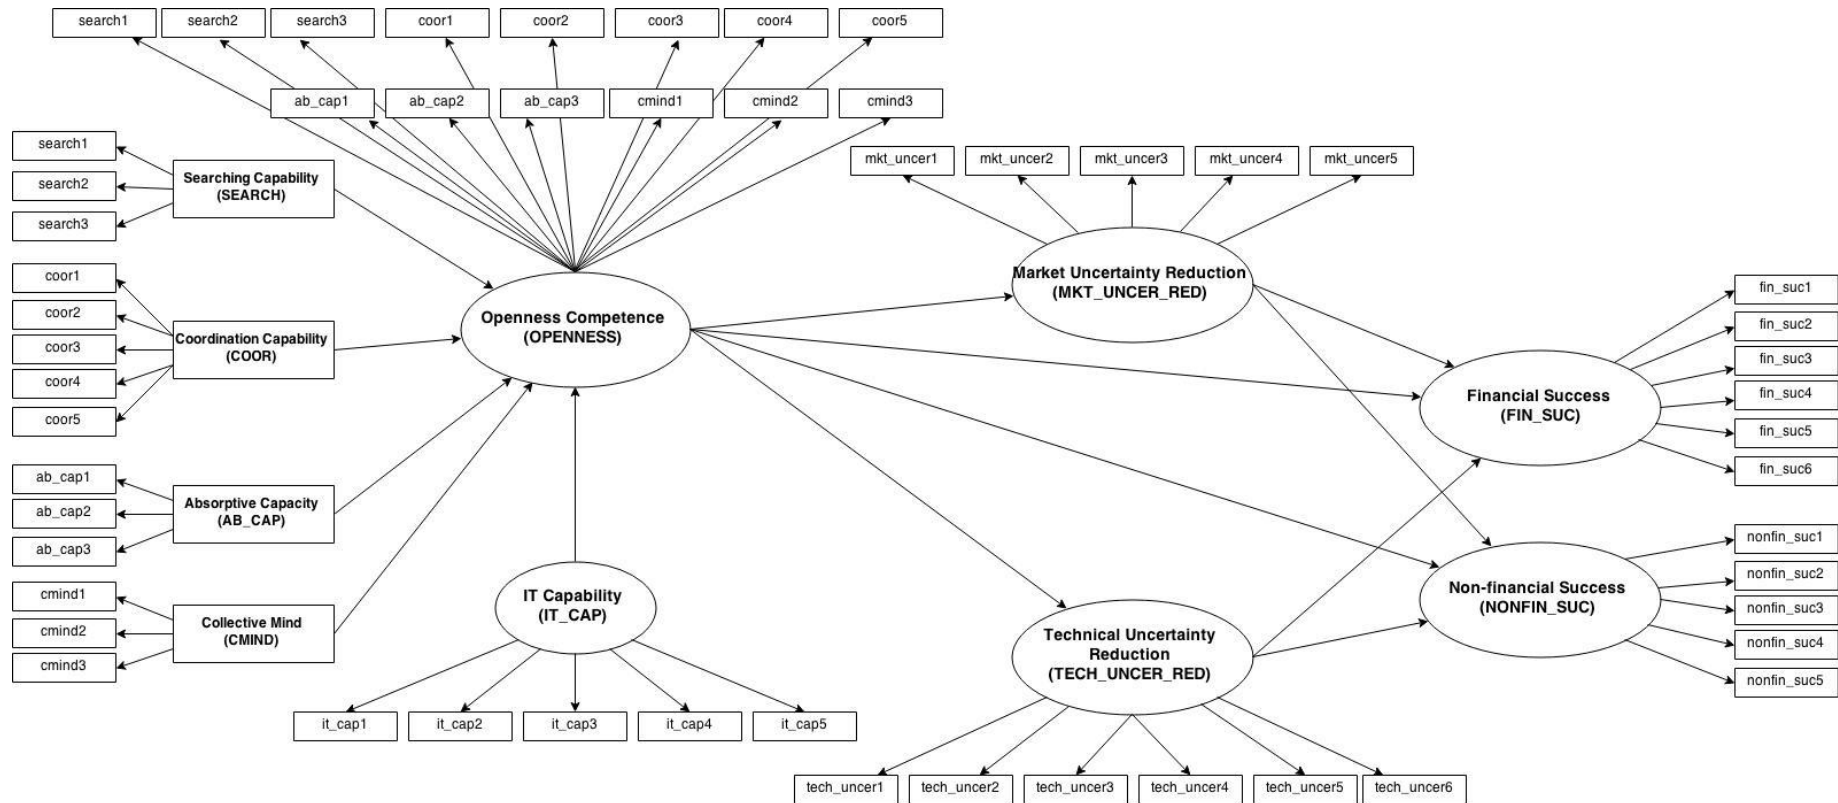 search1
search2
search3
coor1
coor2
coor3
coor4
coor5
ab_cap1
ab_cap2
ab_cap3
cmind1
cmind2
cmind3
search1
search2
search3
Searching Capability
(SEARCH)
coor1
coor2
coor3
coor4
coor5
Coordination Capability
(COOR)
ab_cap1
ab_cap2
ab_cap3
Absorptive Capacity
(AB_CAP)
cmind1
cmind2
cmind3
Collective Mind
(CMIND)
Openness Competence
(OPENNESS)
IT Capability
(IT_CAP)
it_cap1
it_cap2
it_cap3
it_cap4
it_cap5
mkt_uncer1
mkt_uncer2
mkt_uncer3
mkt_uncer4
mkt_uncer5
Market Uncertainty Reduction
(MKT_UNCER_RED)
Technical Uncertainty
Reduction
(TECH_UNCER_RED)
tech_uncer1
tech_uncer2
tech_uncer3
tech_uncer4
tech_uncer5
tech_uncer6
Financial Success
(FIN_SUC)
fin_suc1
fin_suc2
fin_suc3
fin_suc4
fin_suc5
fin_suc6
Non-financial Success
(NONFIN_SUC)
nonfin_suc1
nonfin_suc2
nonfin_suc3
nonfin_suc4
nonfin_suc5